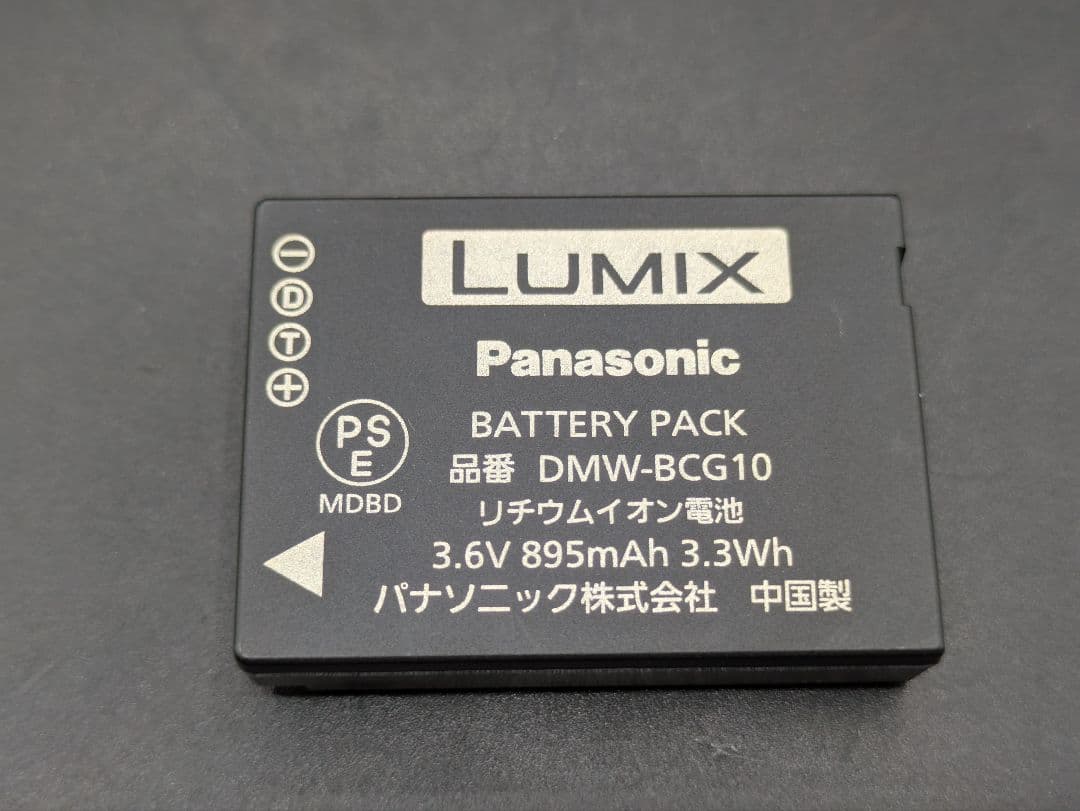 LUMIX
Panasonic
BATTERY PACK
品番 DMW-BCG10
リチウムイオン電池
3.6V 895mAh 3.3Wh
パナソニック株式会社 中国製
⊖
D
T
⊕
PS
E
MDBD